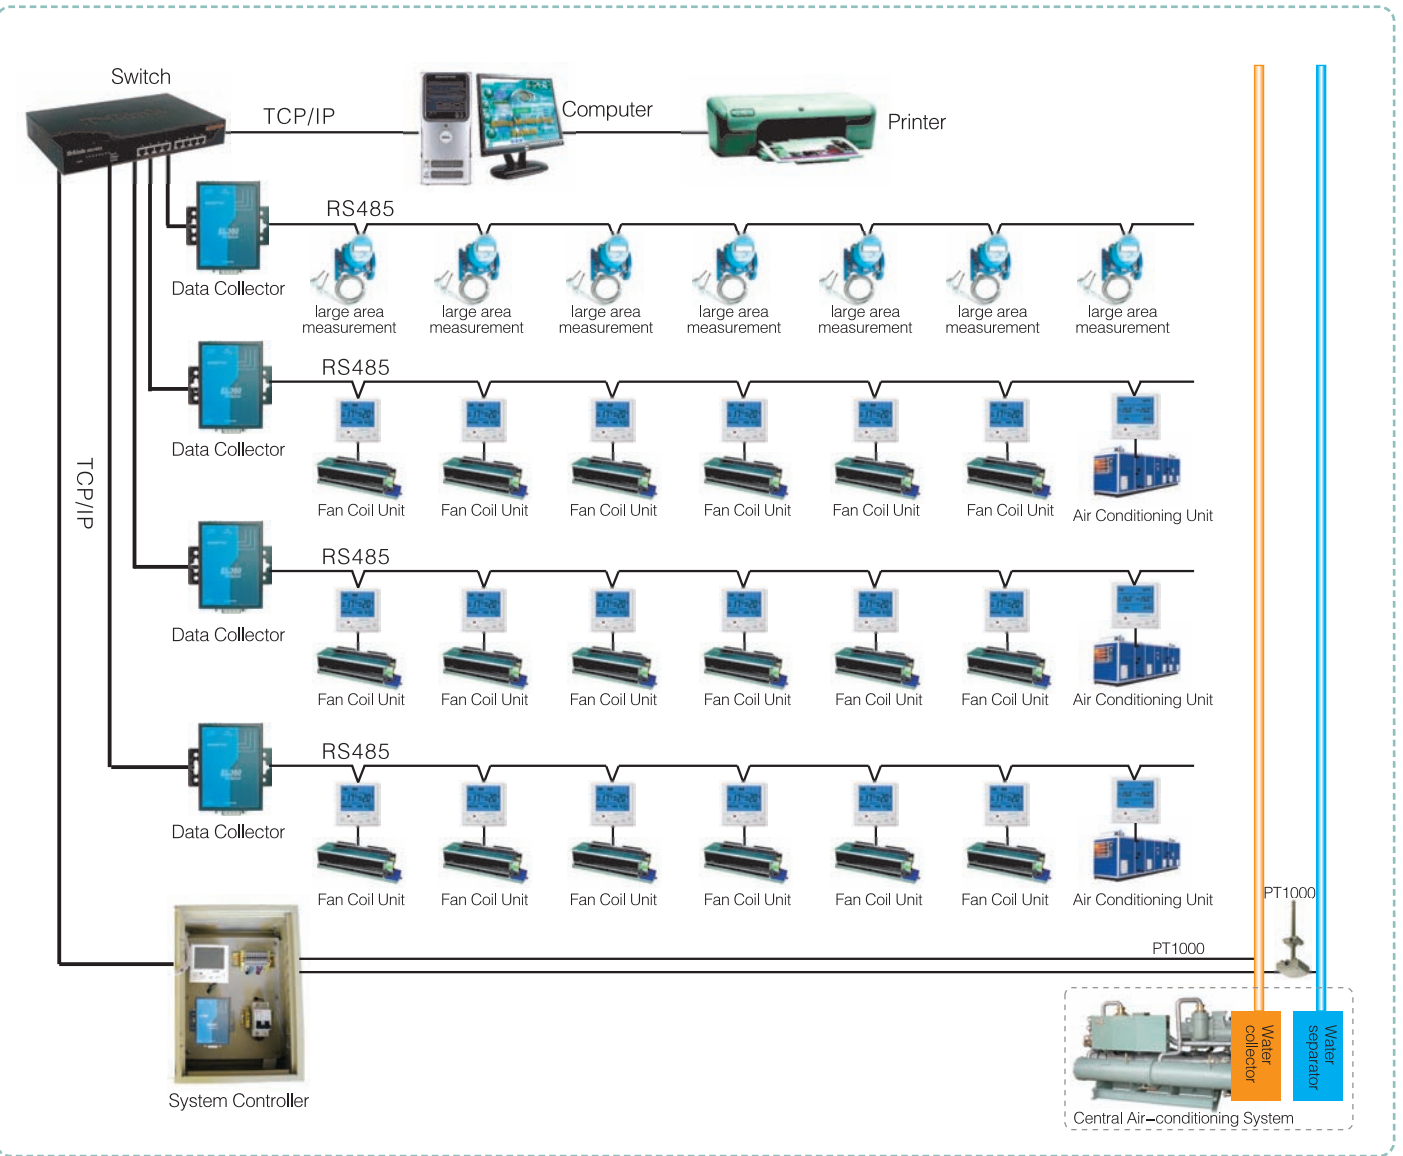 Switch
TCP/IP
Computer
Printer
RS485
Data Collector
large area
measurement
large area
measurement
large area
measurement
large area
measurement
large area
measurement
large area
measurement
large area
measurement
RS485
Data Collector
Fan Coil Unit
Fan Coil Unit
Fan Coil Unit
Fan Coil Unit
Fan Coil Unit
Fan Coil Unit
Air Conditioning Unit
TCP/IP
RS485
Data Collector
Fan Coil Unit
Fan Coil Unit
Fan Coil Unit
Fan Coil Unit
Fan Coil Unit
Fan Coil Unit
Air Conditioning Unit
RS485
Data Collector
Fan Coil Unit
Fan Coil Unit
Fan Coil Unit
Fan Coil Unit
Fan Coil Unit
Fan Coil Unit
Air Conditioning Unit
PT1000
PT1000
System Controller
Water
collector
Water
separator
Central Air-conditioning System